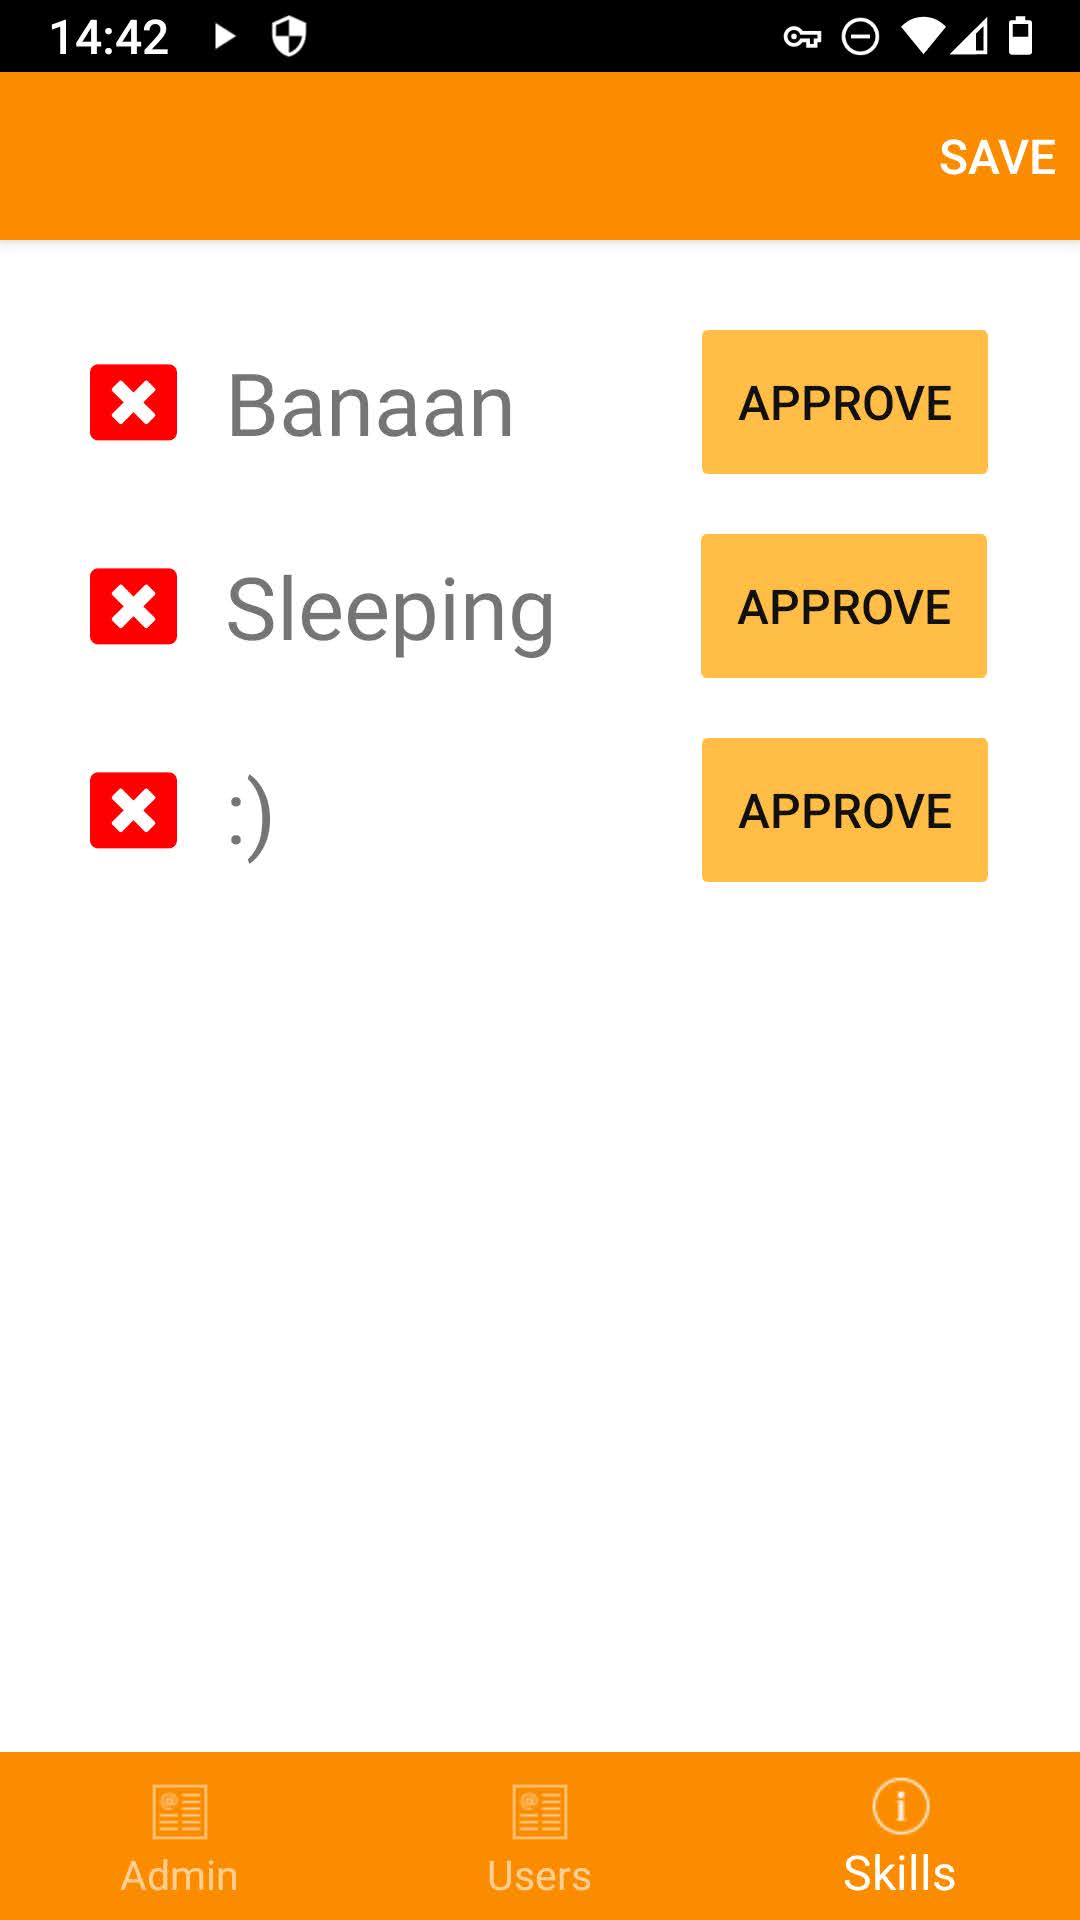 14:42
SAVE
Banaan APPROVE
Sleeping APPROVE
:) APPROVE
Admin Users Skills